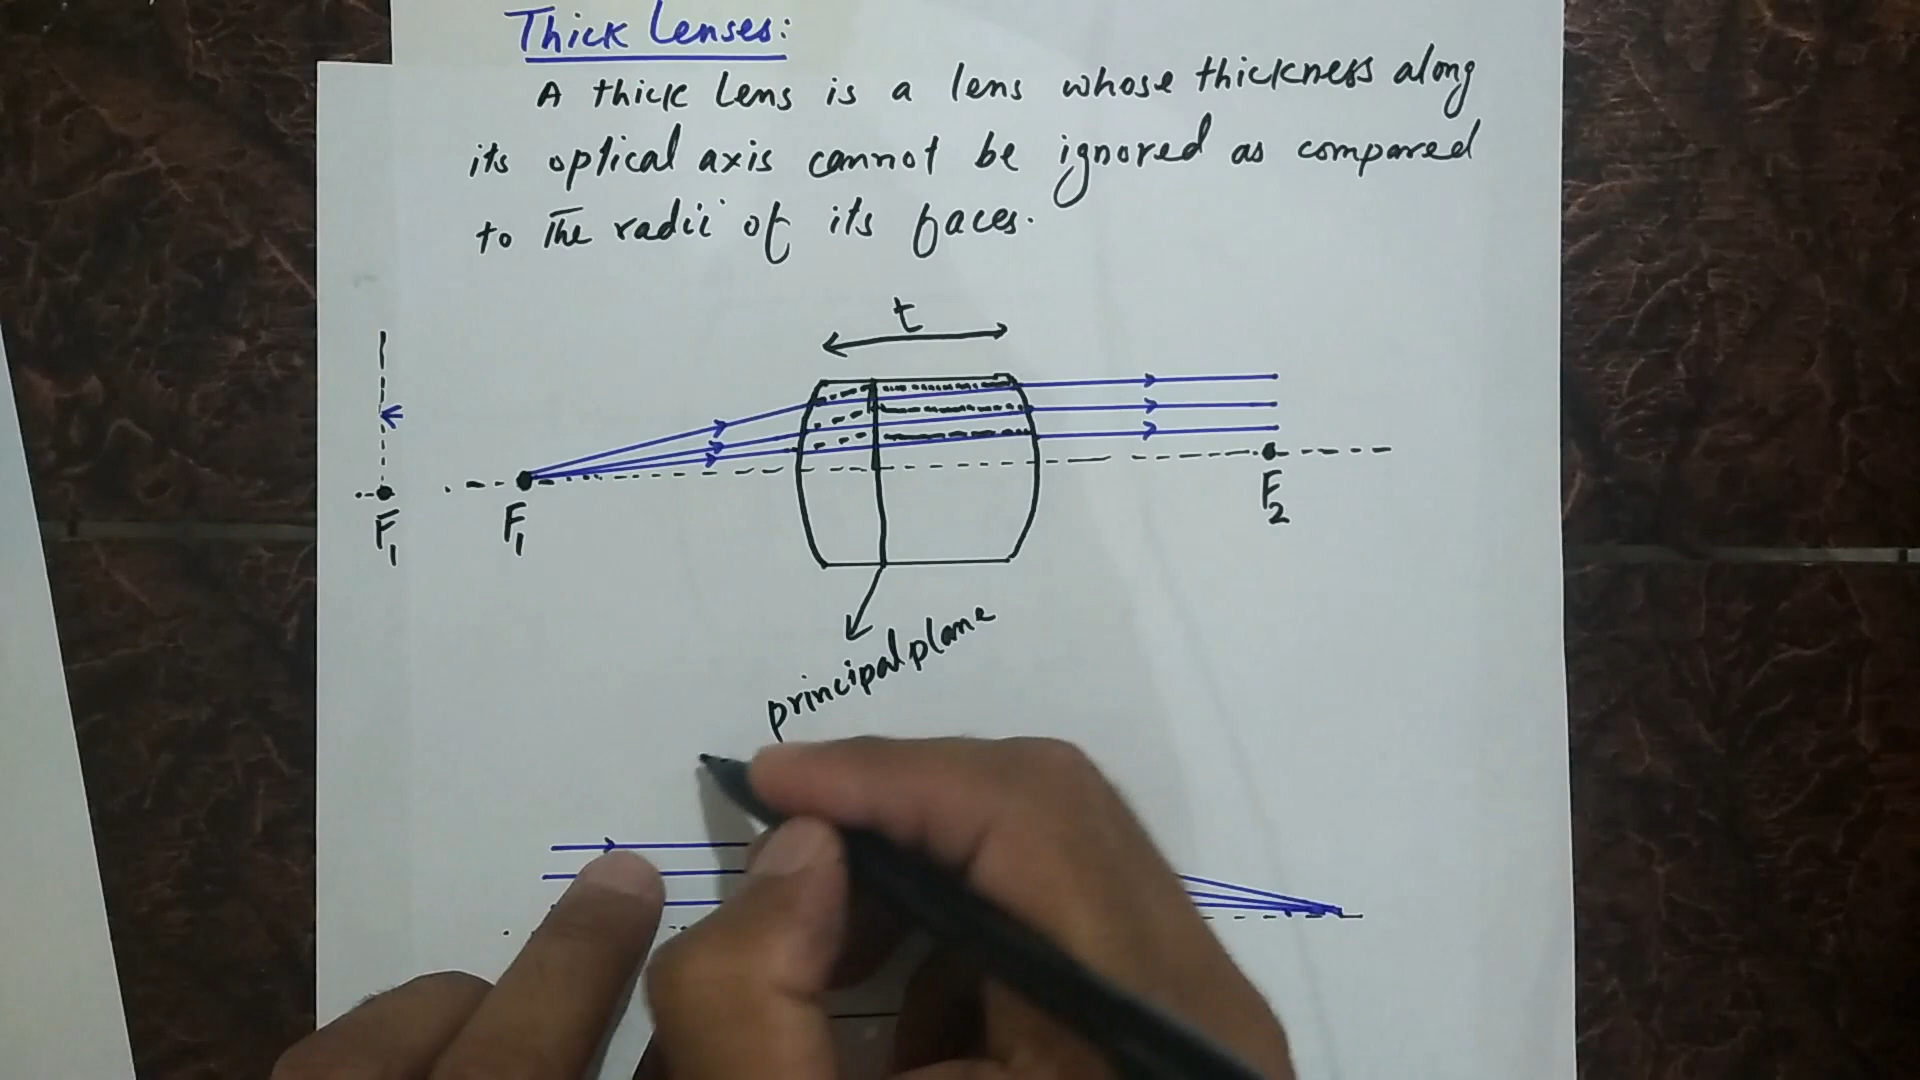 Thick Lenses:
A thick lens is a lens whose thickness along
its optical axis cannot be ignored as compared
to the radii of its faces.
t
F1
F1
F2
principal plane